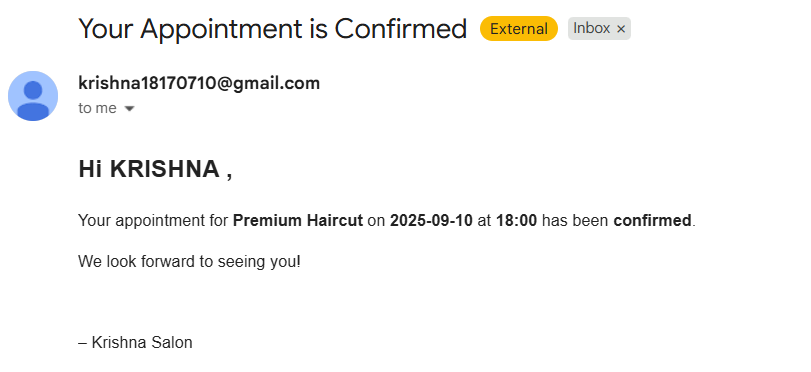 Your Appointment is Confirmed External Inbox ×
krishna18170710@gmail.com
to me
Hi KRISHNA ,
Your appointment for Premium Haircut on 2025-09-10 at 18:00 has been confirmed.
We look forward to seeing you!
– Krishna Salon